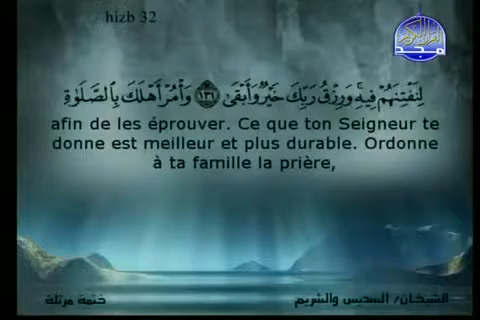 hizb 32
لِنَفْتِنَهُمْ فِيهِ وَرِزْقُ رَبِّكَ خَيْرٌ وَأَبْقَىٰ ١٣١ وَأْمُرْ أَهْلَكَ بِالصَّلَوٰةِ
afin de les éprouver. Ce que ton Seigneur te
donne est meilleur et plus durable. Ordonne
à ta famille la prière,
ختمة مرتلة
الشيخان/ السديس والشريم